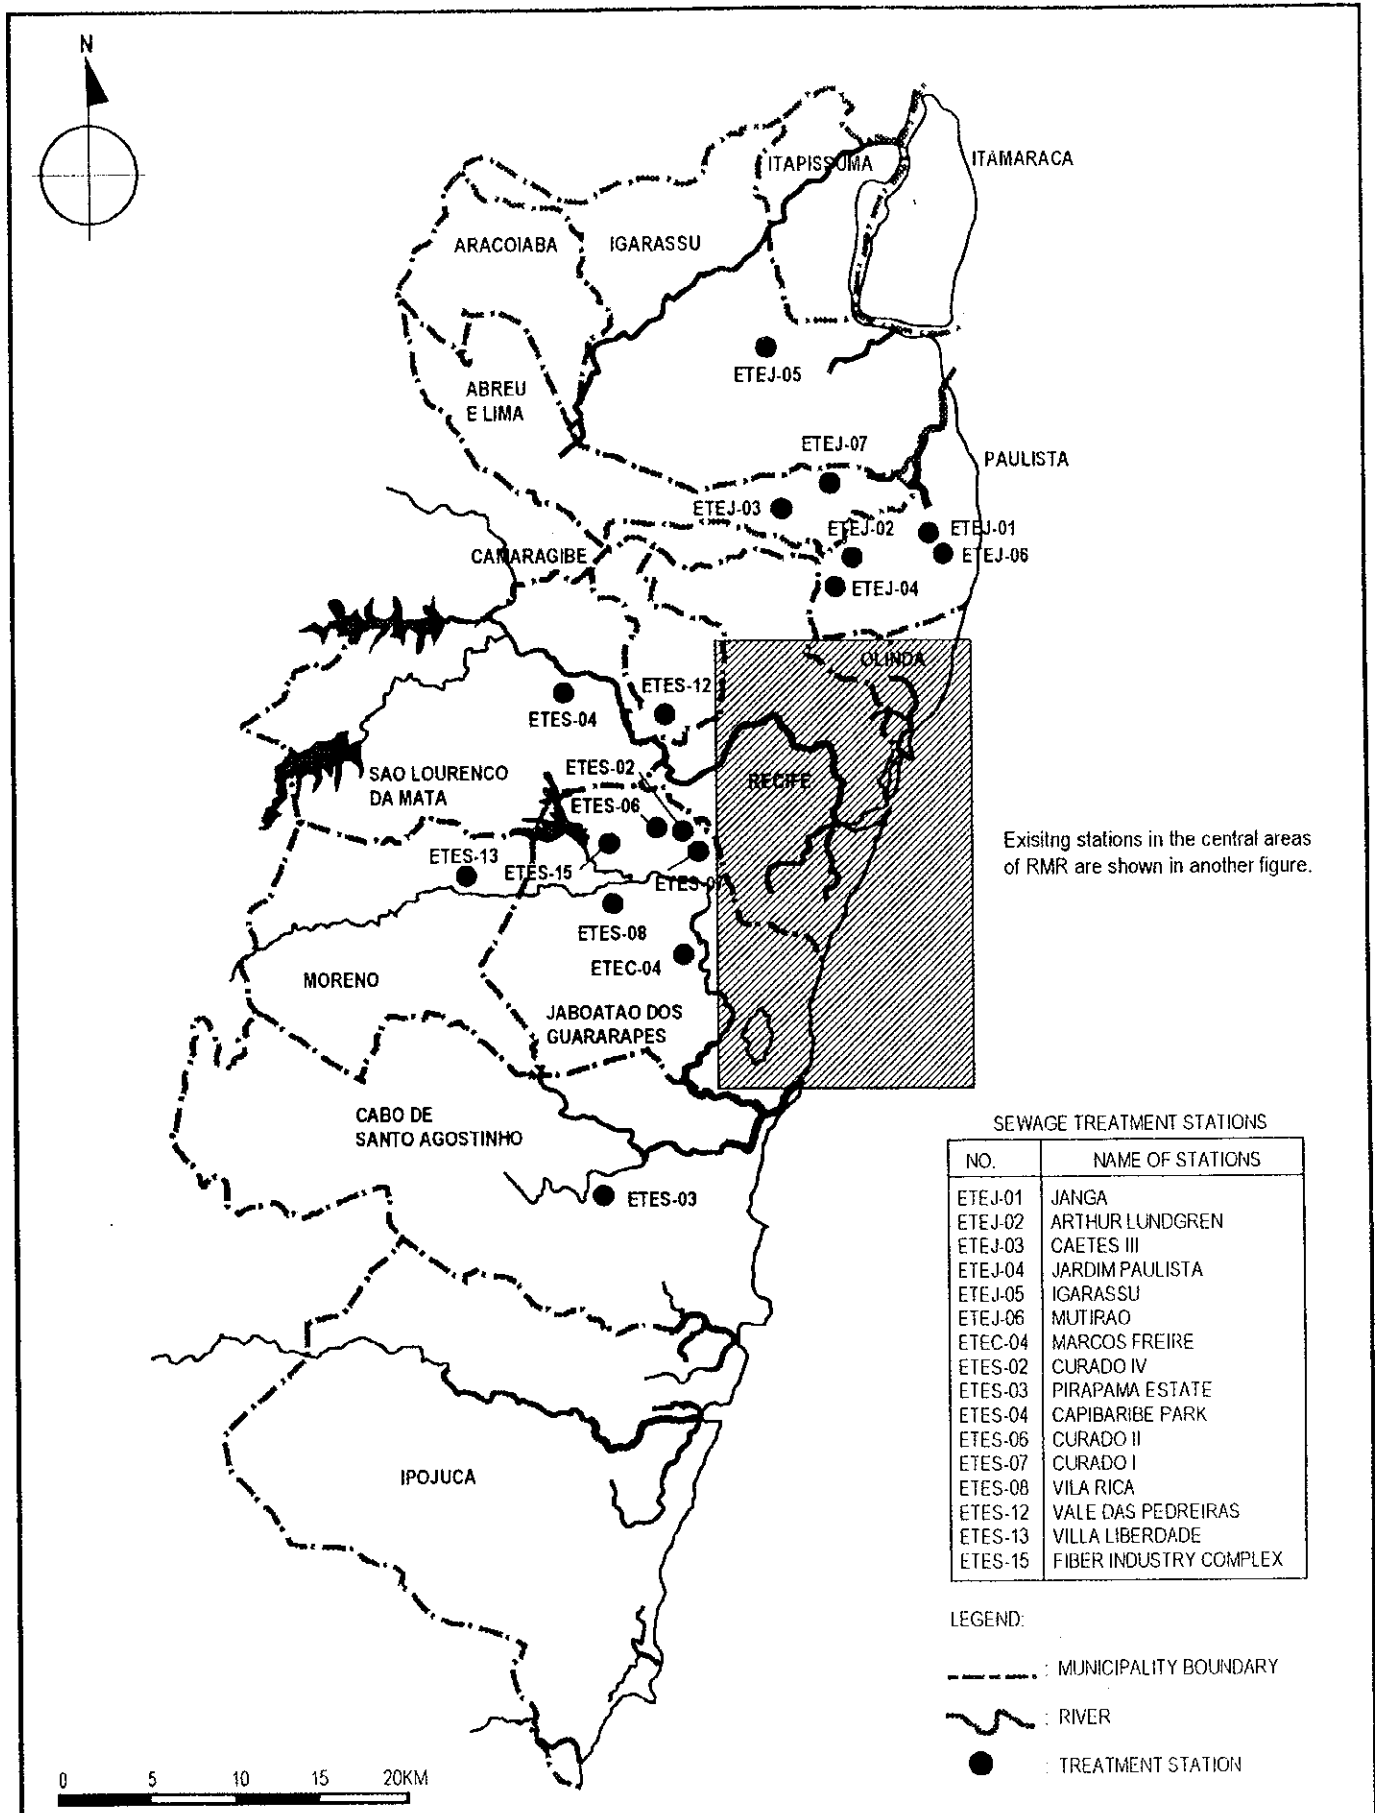 N
ITAPISSUMA
ITAMARACA
ARACOIABA
IGARASSU
ETEJ-05
ABREU
E LIMA
ETEJ-07
PAULISTA
ETEJ-03
ETEJ-02
ETEJ-01
ETEJ-06
CAMARAGIBE
ETEJ-04
OLINDA
ETES-12
ETES-04
ETES-02
RECIFE
SAO LOURENCO
DA MATA
ETES-06
Exisitng stations in the central areas
of RMR are shown in another figure.
ETES-13
ETES-15
ETES-07
ETES-08
ETEC-04
MORENO
JABOATAO DOS
GUARARAPES
CABO DE
SANTO AGOSTINHO
ETES-03
IPOJUCA
SEWAGE TREATMENT STATIONS
NO. NAME OF STATIONS
ETEJ-01 JANGA
ETEJ-02 ARTHUR LUNDGREN
ETEJ-03 CAETES III
ETEJ-04 JARDIM PAULISTA
ETEJ-05 IGARASSU
ETEJ-06 MUTIRAO
ETEC-04 MARCOS FREIRE
ETES-02 CURADO IV
ETES-03 PIRAPAMA ESTATE
ETES-04 CAPIBARIBE PARK
ETES-06 CURADO II
ETES-07 CURADO I
ETES-08 VILA RICA
ETES-12 VALE DAS PEDREIRAS
ETES-13 VILLA LIBERDADE
ETES-15 FIBER INDUSTRY COMPLEX
LEGEND:
: MUNICIPALITY BOUNDARY
: RIVER
: TREATMENT STATION
0 5 10 15 20KM